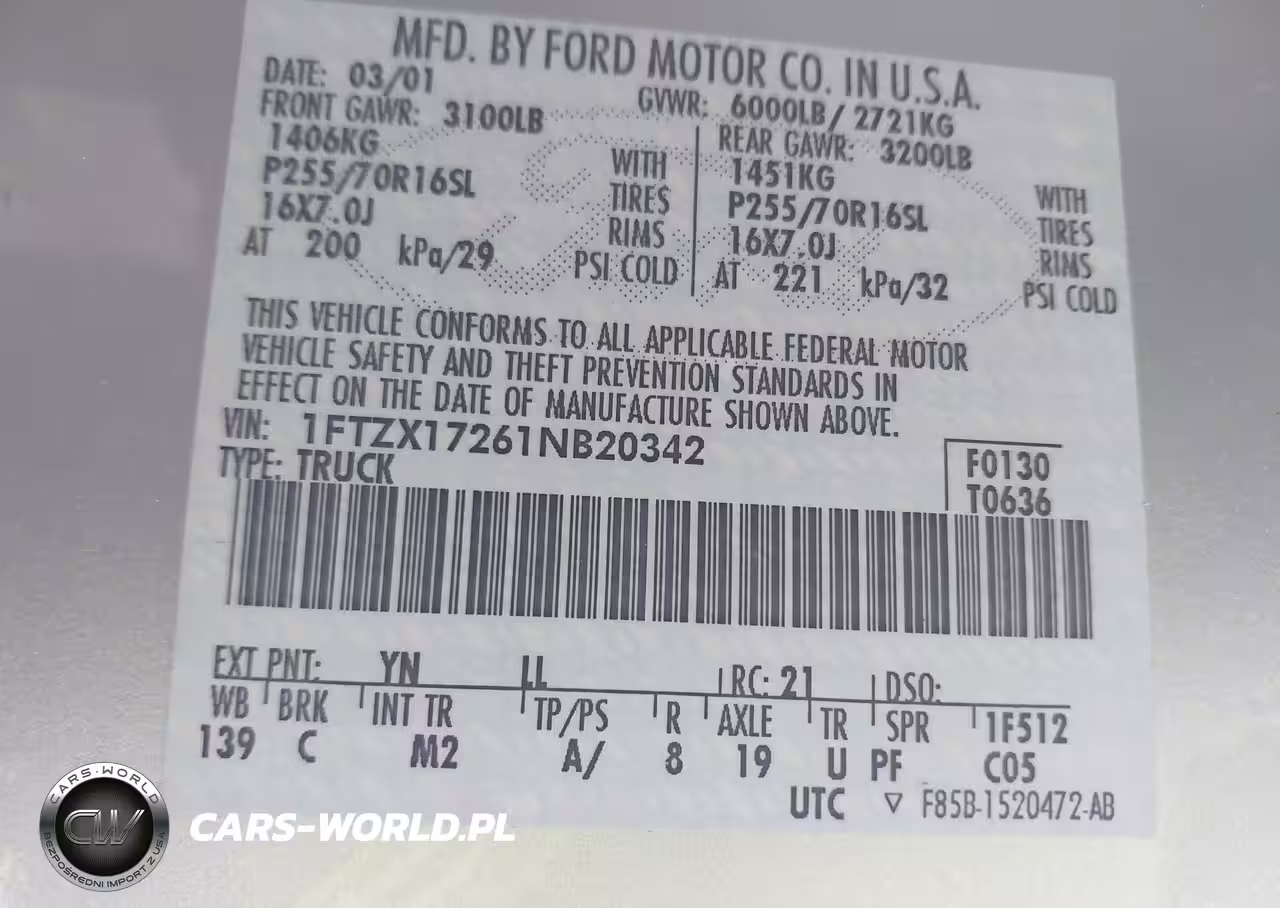 MFD. BY FORD MOTOR CO. IN U.S.A.
DATE: 03/01
GVWR: 6000LB/ 2721KG
FRONT GAWR: 3100LB
1406KG
P255/70R16SL
16X7.0J
AT 200 kPa/29
WITH
TIRES
RIMS
PSI COLD
REAR GAWR: 3200LB
1451KG
P255/70R16SL
16X7.0J
AT 221 kPa/32
WITH
TIRES
RIMS
PSI COLD
THIS VEHICLE CONFORMS TO ALL APPLICABLE FEDERAL MOTOR
VEHICLE SAFETY AND THEFT PREVENTION STANDARDS IN
EFFECT ON THE DATE OF MANUFACTURE SHOWN ABOVE.
VIN: 1FTZX17261NB20342
TYPE: TRUCK
F0130
T0636
EXT PNT: YN LL RC: 21 DSO:
WB BRK INT TR TP/PS R AXLE TR SPR 1F512
139 C M2 A/ 8 19 U PF C05
UTC ▽ F85B-1520472-AB
CARS-WORLD
CW
BEZPOŚREDNI IMPORT Z USA
CARS-WORLD.PL